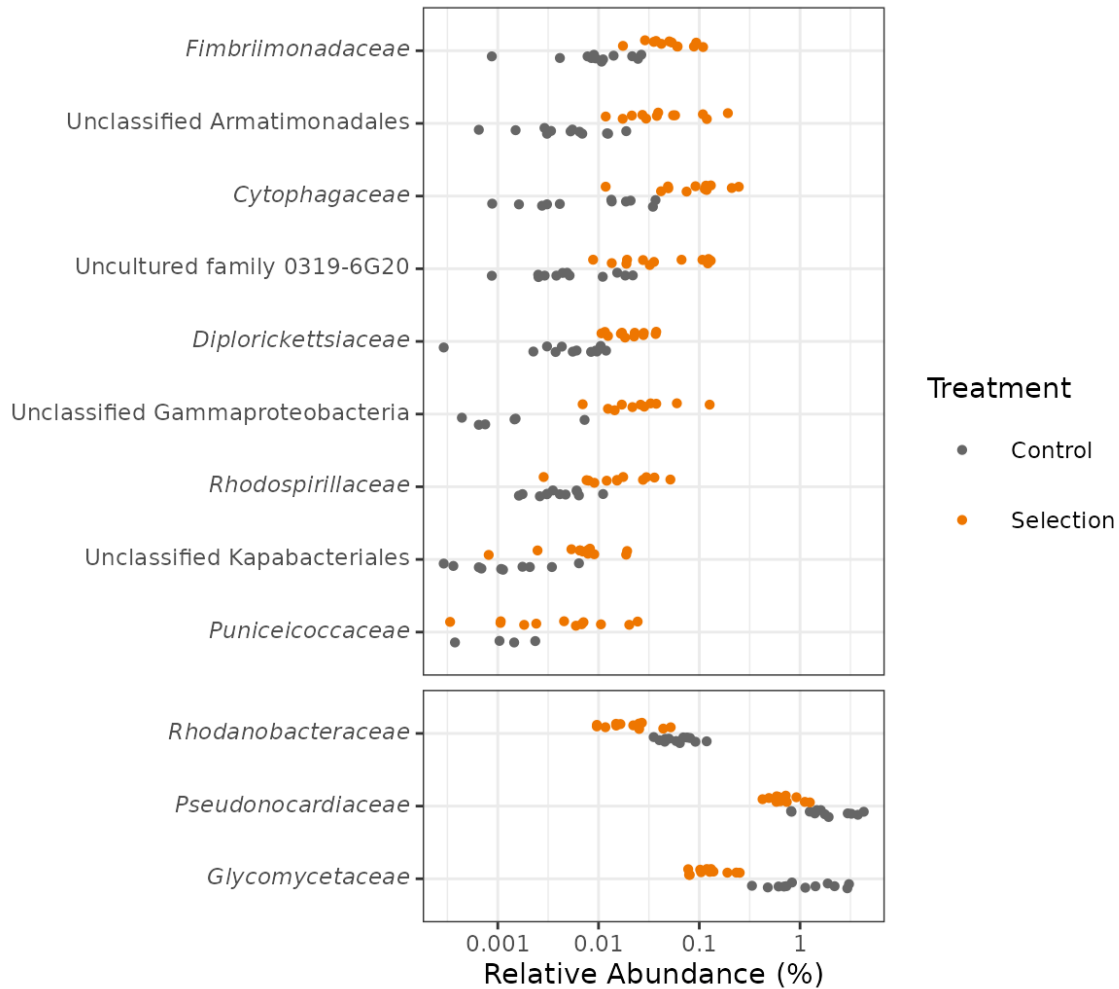 Fimbriimonadaceae
Unclassified Armatimonadales
Cytophagaceae
Uncultured family 0319-6G20
Diplorickettsiaceae
Unclassified Gammaproteobacteria
Rhodospirillaceae
Unclassified Kapabacteriales
Puniceicoccaceae
Rhodanobacteraceae
Pseudonocardiaceae
Glycomycetaceae
0.001 0.01 0.1 1
Relative Abundance (%)
Treatment
Control
Selection